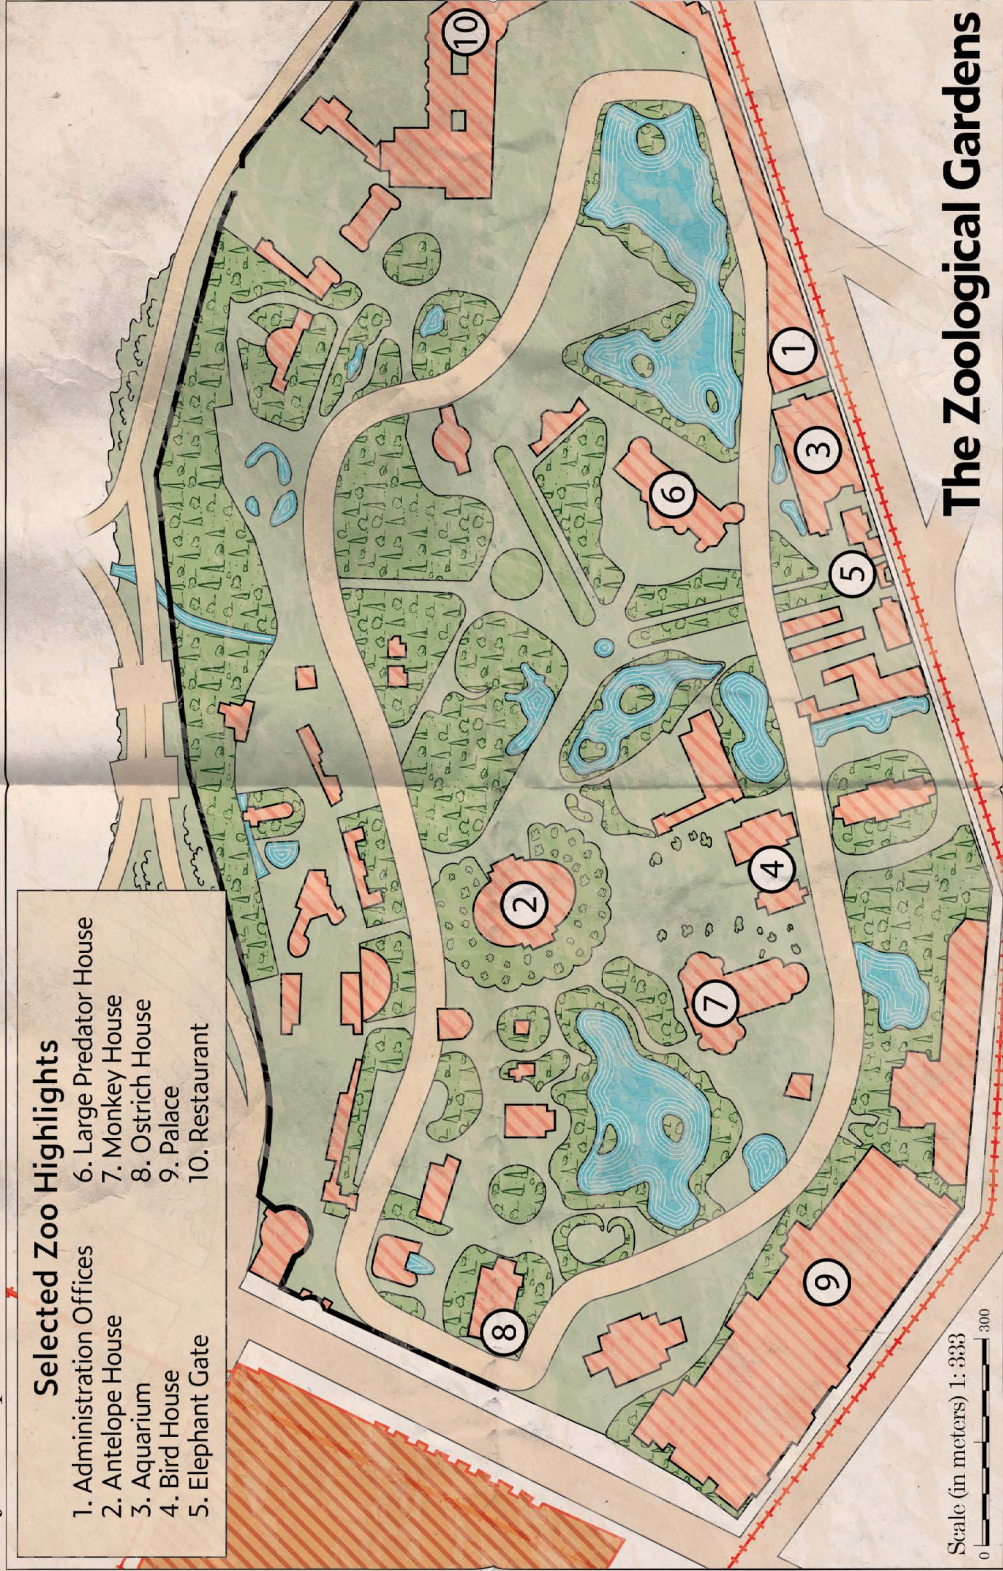 Selected Zoo Highlights
1. Administration Offices
2. Antelope House
3. Aquarium
4. Bird House
5. Elephant Gate
6. Large Predator House
7. Monkey House
8. Ostrich House
9. Palace
10. Restaurant
10
1
3
6
5
2
4
7
8
9
Scale (in meters) 1: 333
0
300
The Zoological Gardens